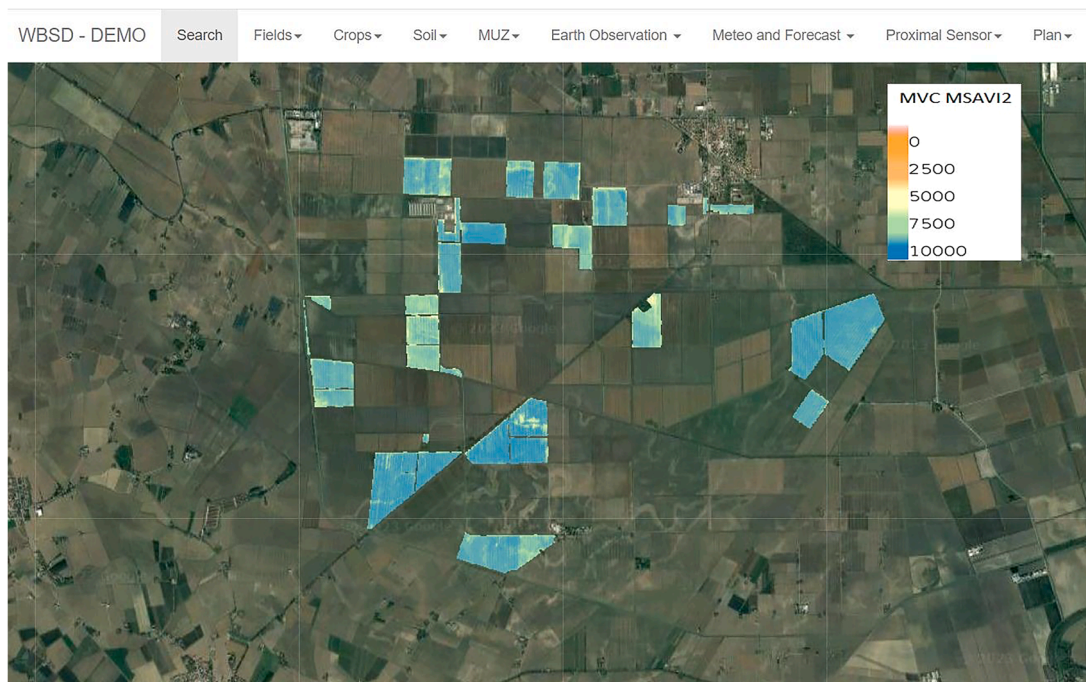 WBSD - DEMO Search Fields Crops Soil MUZ Earth Observation Meteo and Forecast Proximal Sensor Plan
MVC MSAVI2
0
2500
5000
7500
10000